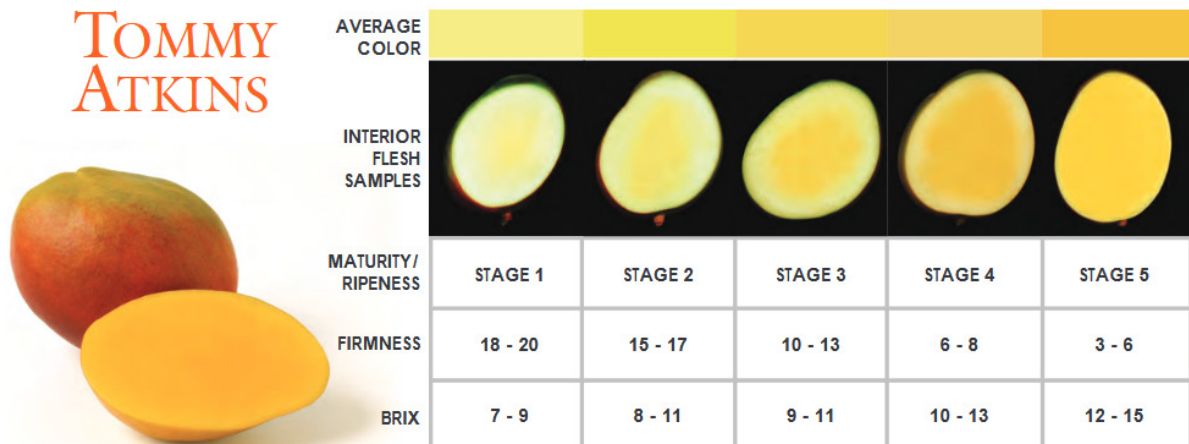 TOMMY
ATKINS
AVERAGE
COLOR
INTERIOR
FLESH
SAMPLES
MATURITY/
RIPENESS
STAGE 1 STAGE 2 STAGE 3 STAGE 4 STAGE 5
FIRMNESS 18 - 20 15 - 17 10 - 13 6 - 8 3 - 6
BRIX 7 - 9 8 - 11 9 - 11 10 - 13 12 - 15